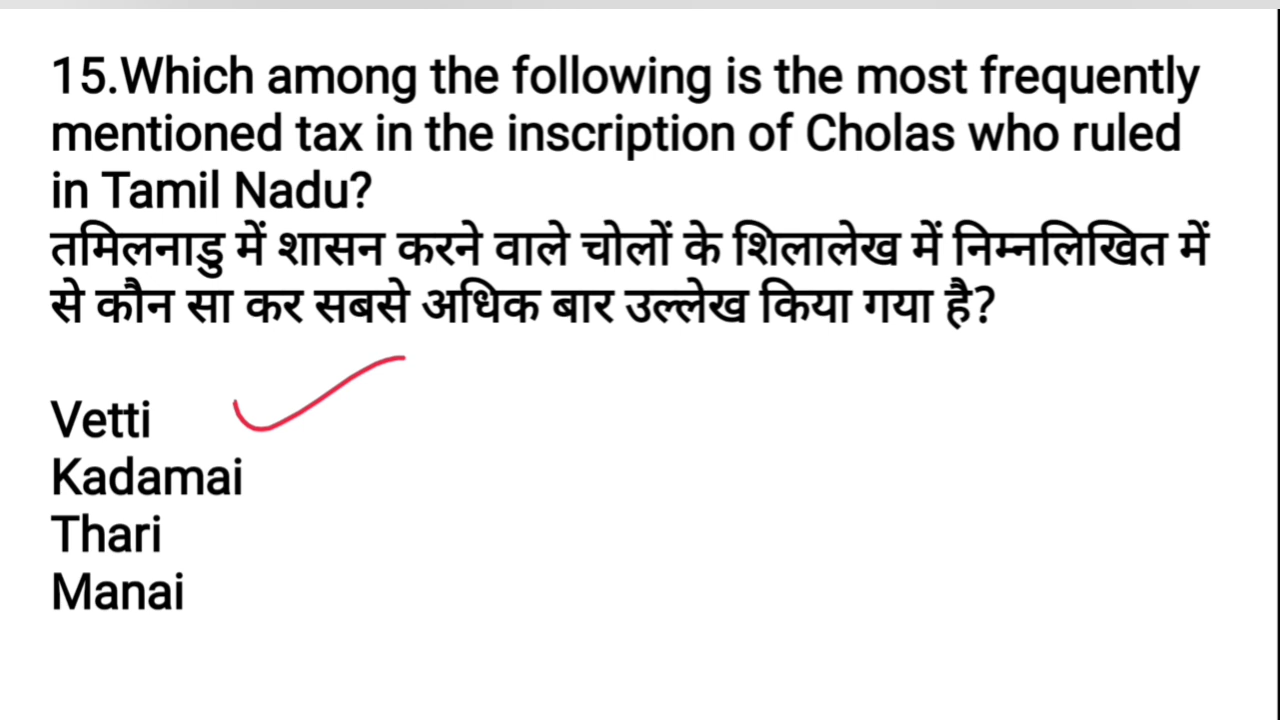 15.Which among the following is the most frequently
mentioned tax in the inscription of Cholas who ruled
in Tamil Nadu?
तमिलनाडु में शासन करने वाले चोलों के शिलालेख में निम्नलिखित में
से कौन सा कर सबसे अधिक बार उल्लेख किया गया है?
Vetti
Kadamai
Thari
Manai